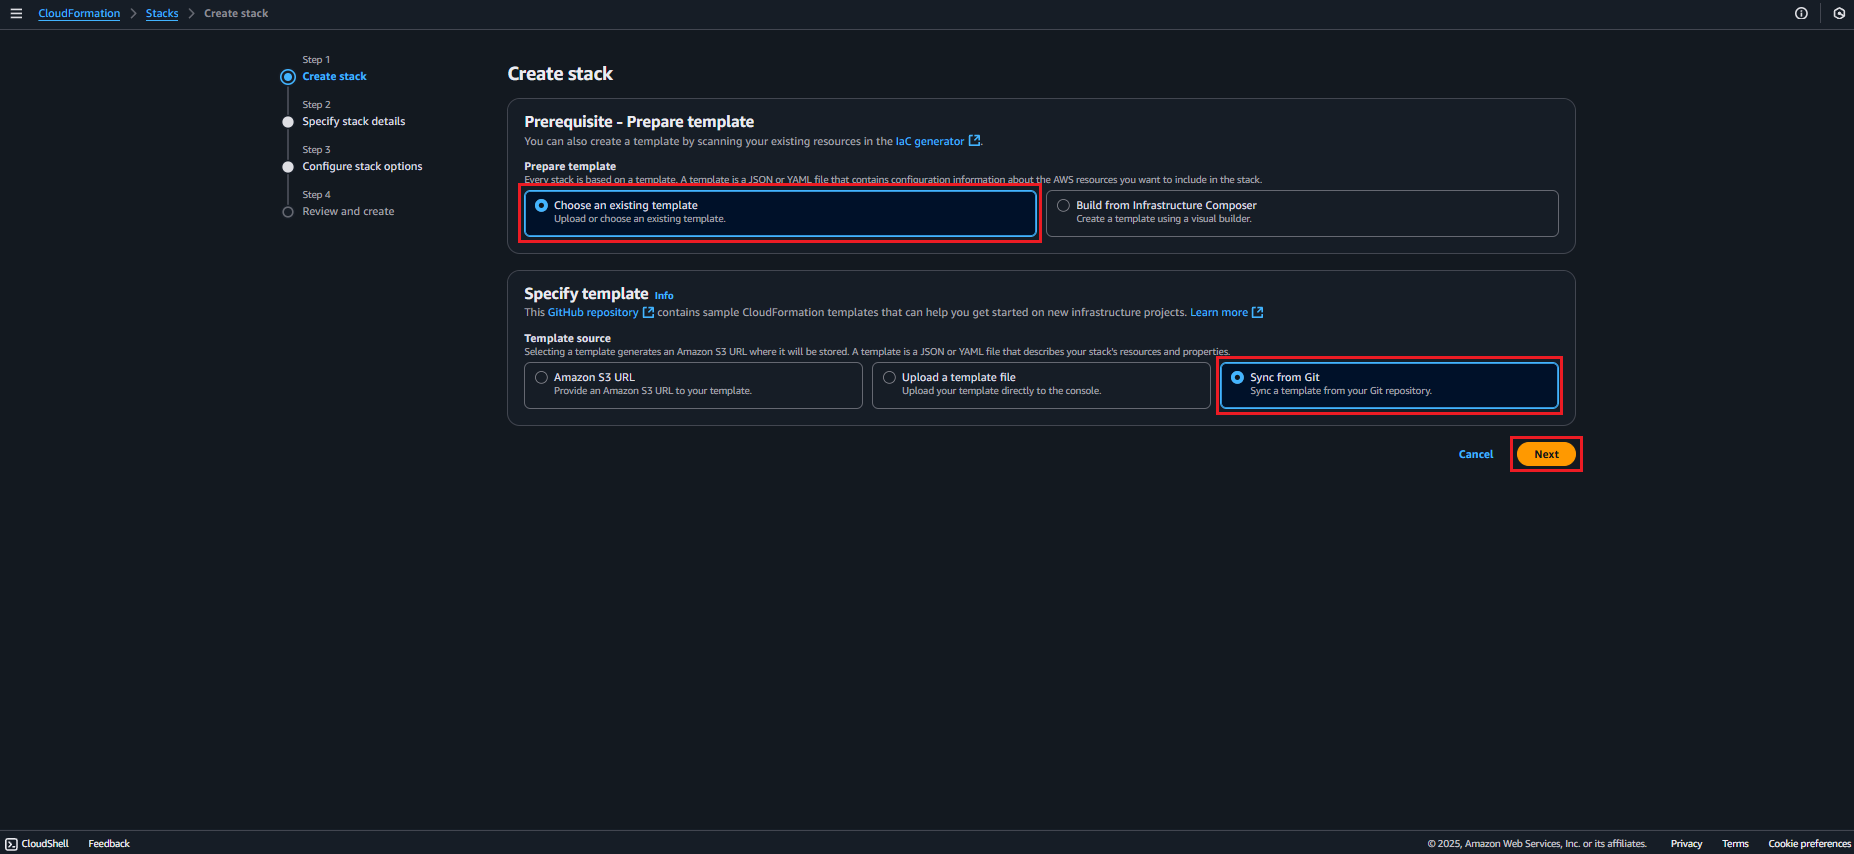 CloudFormation > Stacks > Create stack
Step 1
Create stack
Step 2
Specify stack details
Step 3
Configure stack options
Step 4
Review and create
Create stack
Prerequisite - Prepare template
You can also create a template by scanning your existing resources in the IaC generator.
Prepare template
Every stack is based on a template. A template is a JSON or YAML file that contains configuration information about the AWS resources you want to include in the stack.
Choose an existing template
Upload or choose an existing template.
Build from Infrastructure Composer
Create a template using a visual builder.
Specify template Info
This GitHub repository contains sample CloudFormation templates that can help you get started on new infrastructure projects. Learn more
Template source
Selecting a template generates an Amazon S3 URL where it will be stored. A template is a JSON or YAML file that describes your stack's resources and properties.
Amazon S3 URL
Provide an Amazon S3 URL to your template.
Upload a template file
Upload your template directly to the console.
Sync from Git
Sync a template from your Git repository.
Cancel Next
CloudShell Feedback © 2025, Amazon Web Services, Inc. or its affiliates. Privacy Terms Cookie preferences